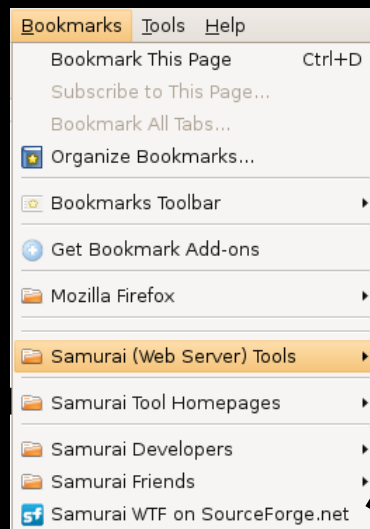 Bookmarks Tools Help
Bookmark This Page Ctrl+D
Subscribe to This Page...
Bookmark All Tabs...
Organize Bookmarks...
Bookmarks Toolbar
Get Bookmark Add-ons
Mozilla Firefox
Samurai (Web Server) Tools
Samurai Tool Homepages
Samurai Developers
Samurai Friends
sf Samurai WTF on SourceForge.net